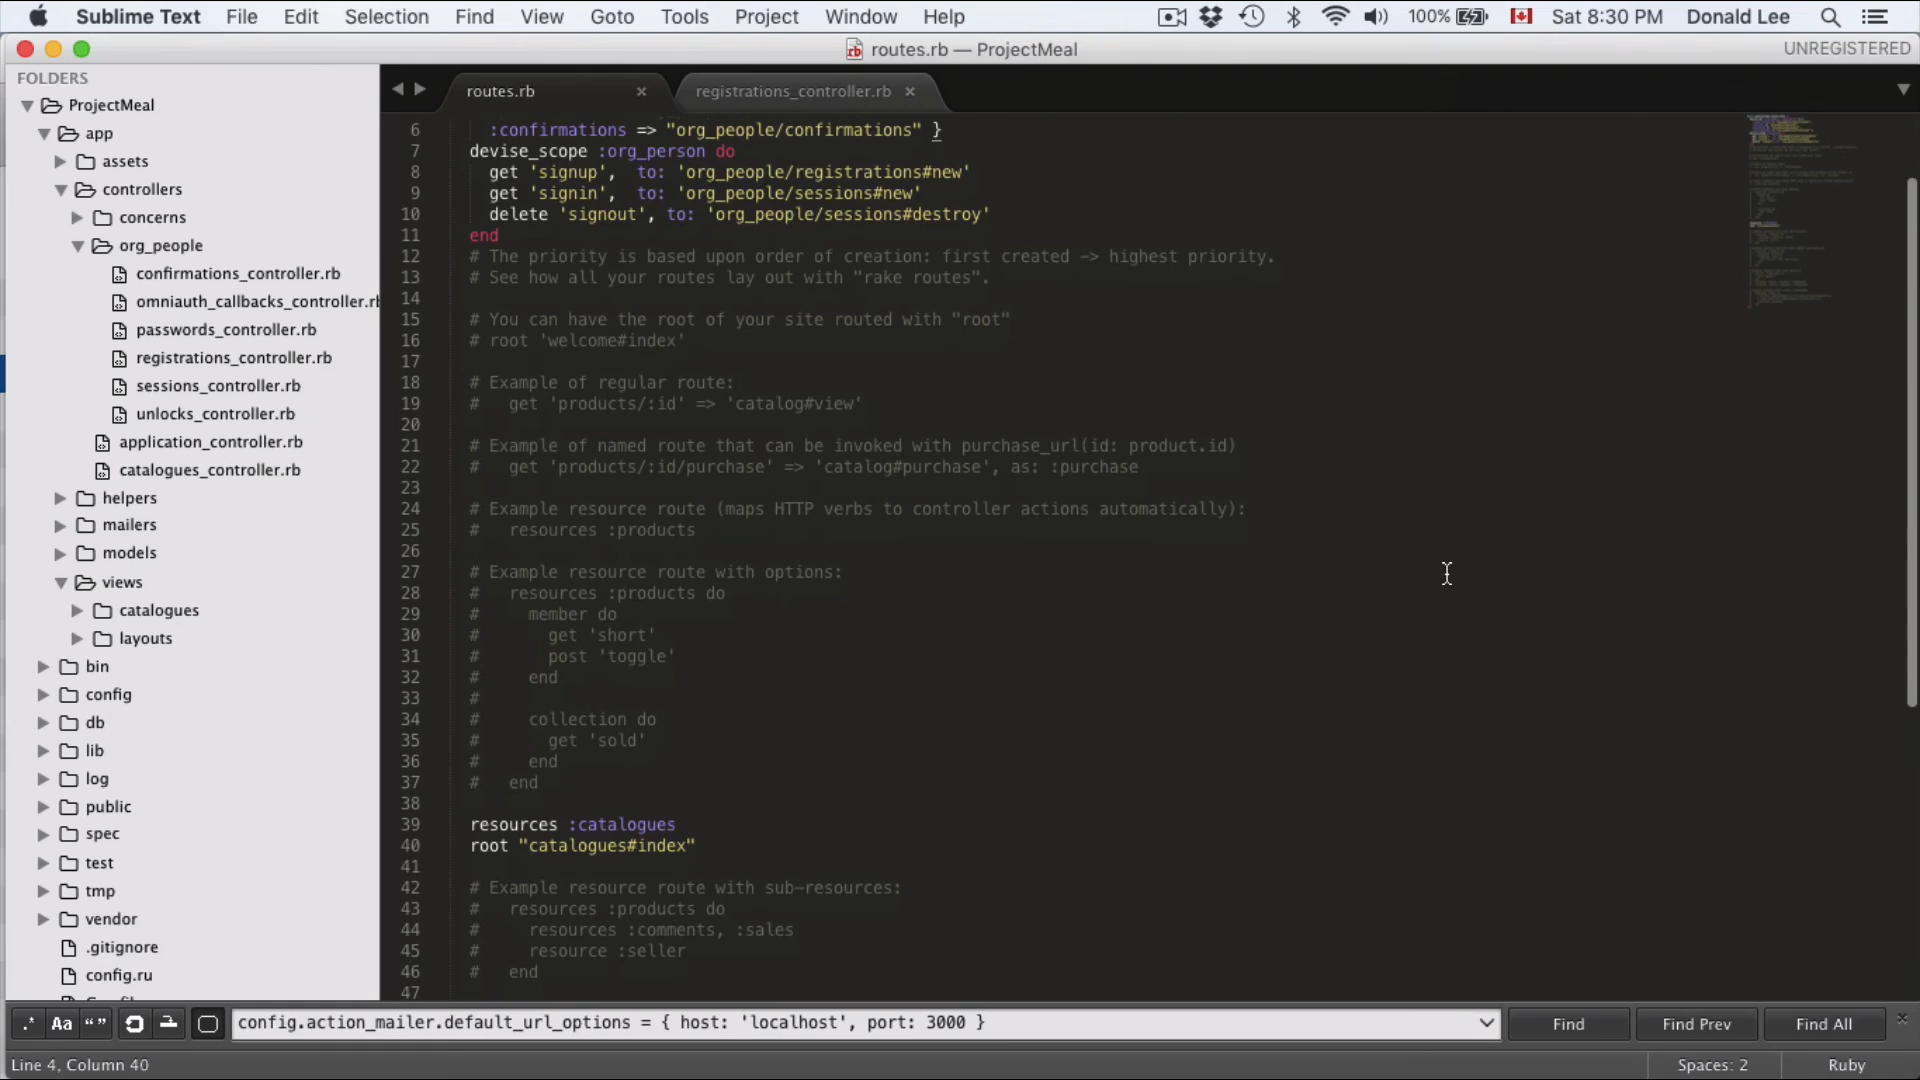 Sublime Text File Edit Selection Find View Goto Tools Project Window Help 100% Sat 8:30 PM Donald Lee
routes.rb — ProjectMeal UNREGISTERED
FOLDERS
ProjectMeal
app
assets
controllers
concerns
org_people
confirmations_controller.rb
omniauth_callbacks_controller.rb
passwords_controller.rb
registrations_controller.rb
sessions_controller.rb
unlocks_controller.rb
application_controller.rb
catalogues_controller.rb
helpers
mailers
models
views
catalogues
layouts
bin
config
db
lib
log
public
spec
test
tmp
vendor
.gitignore
config.ru
routes.rb × registrations_controller.rb ×
6 :confirmations => "org_people/confirmations" }
7 devise_scope :org_person do
8 get 'signup', to: 'org_people/registrations#new'
9 get 'signin', to: 'org_people/sessions#new'
10 delete 'signout', to: 'org_people/sessions#destroy'
11 end
12 # The priority is based upon order of creation: first created -> highest priority.
13 # See how all your routes lay out with "rake routes".
14
15 # You can have the root of your site routed with "root"
16 # root 'welcome#index'
17
18 # Example of regular route:
19 # get 'products/:id' => 'catalog#view'
20
21 # Example of named route that can be invoked with purchase_url(id: product.id)
22 # get 'products/:id/purchase' => 'catalog#purchase', as: :purchase
23
24 # Example resource route (maps HTTP verbs to controller actions automatically):
25 # resources :products
26
27 # Example resource route with options:
28 # resources :products do
29 # member do
30 # get 'short'
31 # post 'toggle'
32 # end
33 #
34 # collection do
35 # get 'sold'
36 # end
37 # end
38
39 resources :catalogues
40 root "catalogues#index"
41
42 # Example resource route with sub-resources:
43 # resources :products do
44 # resources :comments, :sales
45 # resource :seller
46 # end
47
.* Aa “ ” config.action_mailer.default_url_options = { host: 'localhost', port: 3000 } Find Find Prev Find All
Line 4, Column 40 Spaces: 2 Ruby